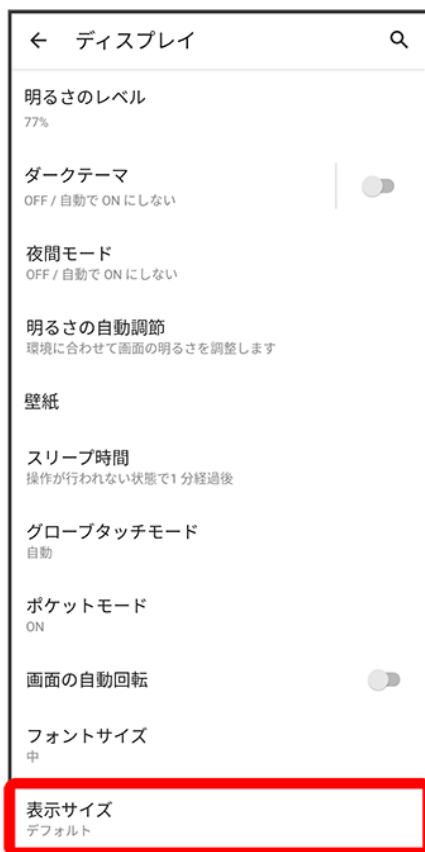 ディスプレイ
明るさのレベル
77%
ダークテーマ
OFF / 自動で ON にしない
夜間モード
OFF / 自動で ON にしない
明るさの自動調節
環境に合わせて画面の明るさを調整します
壁紙
スリープ時間
操作が行われない状態で1 分経過後
グローブタッチモード
自動
ポケットモード
ON
画面の自動回転
フォントサイズ
中
表示サイズ
デフォルト